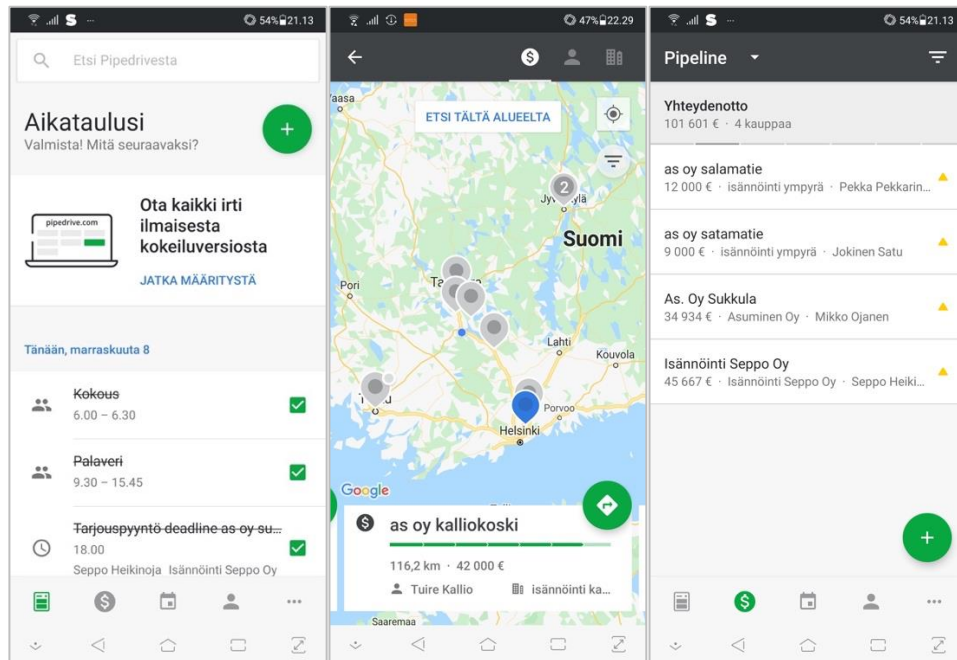 54% 21.13
Etsi Pipedrivesta
Aikataulusi
Valmista! Mitä seuraavaksi?
pipedrive.com
Ota kaikki irti
ilmaisesta
kokeiluversiosta
JATKA MÄÄRITYSTÄ
Tänään, marraskuuta 8
Kokous
6.00 – 6.30
Palaveri
9.30 – 15.45
Tarjouspyyntö deadline as oy su...
18.00
Seppo Heikinoja Isännöinti Seppo Oy
47% 22.29
ETSI TÄLTÄ ALUEELTA
2
Suomi
Pori
Lahti
Kouvola
Porvoo
Helsinki
Google
as oy kalliokoski
116,2 km · 42 000 €
Tuire Kallio
isännöinti ka...
Saaremaa
54% 21.13
Pipeline
Yhteydenotto
101 601 € · 4 kauppaa
as oy salamatie
12 000 € · isännöinti ympyrä · Pekka Pekkarin...
as oy satamatie
9 000 € · isännöinti ympyrä · Jokinen Satu
As. Oy Sukkula
34 934 € · Asuminen Oy · Mikko Ojanen
Isännöinti Seppo Oy
45 667 € · Isännöinti Seppo Oy · Seppo Heiki...